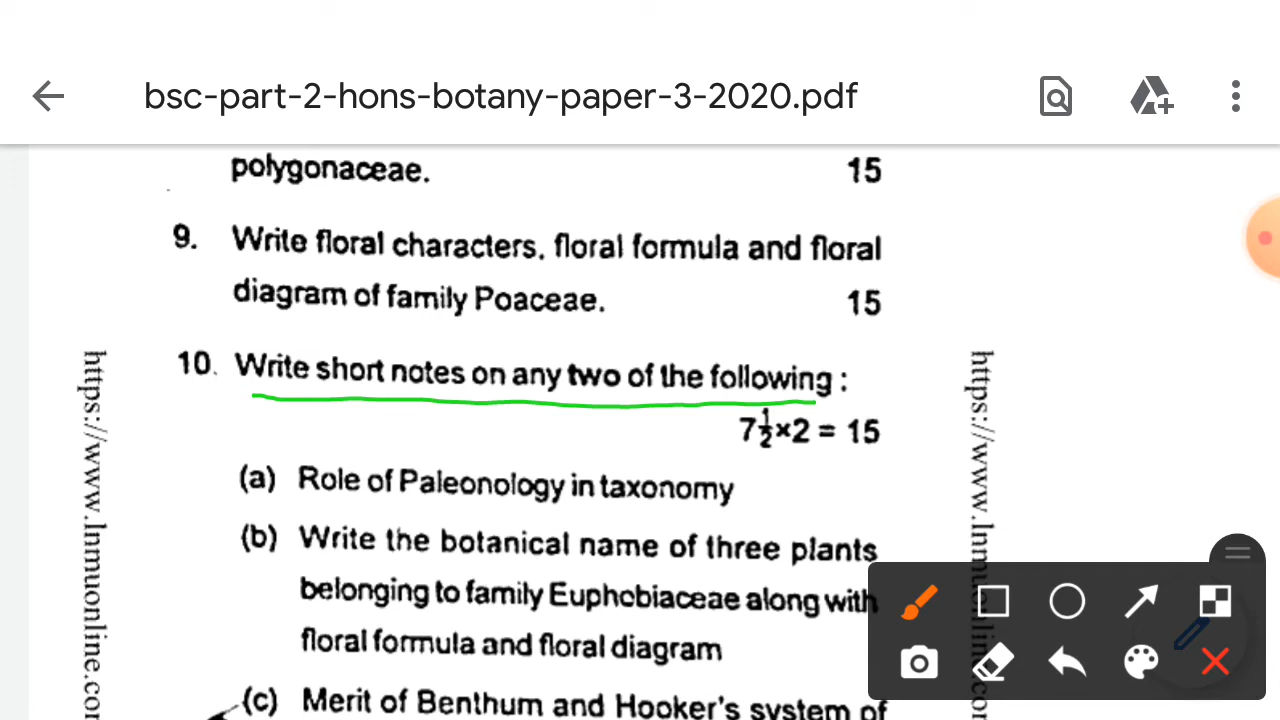 bsc-part-2-hons-botany-paper-3-2020.pdf
polygonaceae. 15
9. Write floral characters, floral formula and floral
diagram of family Poaceae. 15
10. Write short notes on any two of the following :
7½×2 = 15
(a) Role of Paleonology in taxonomy
(b) Write the botanical name of three plants
belonging to family Euphobiaceae along with
floral formula and floral diagram
(c) Merit of Benthum and Hooker's system of
https://www.lnmuonline.co
https://www.lnmuonline.co